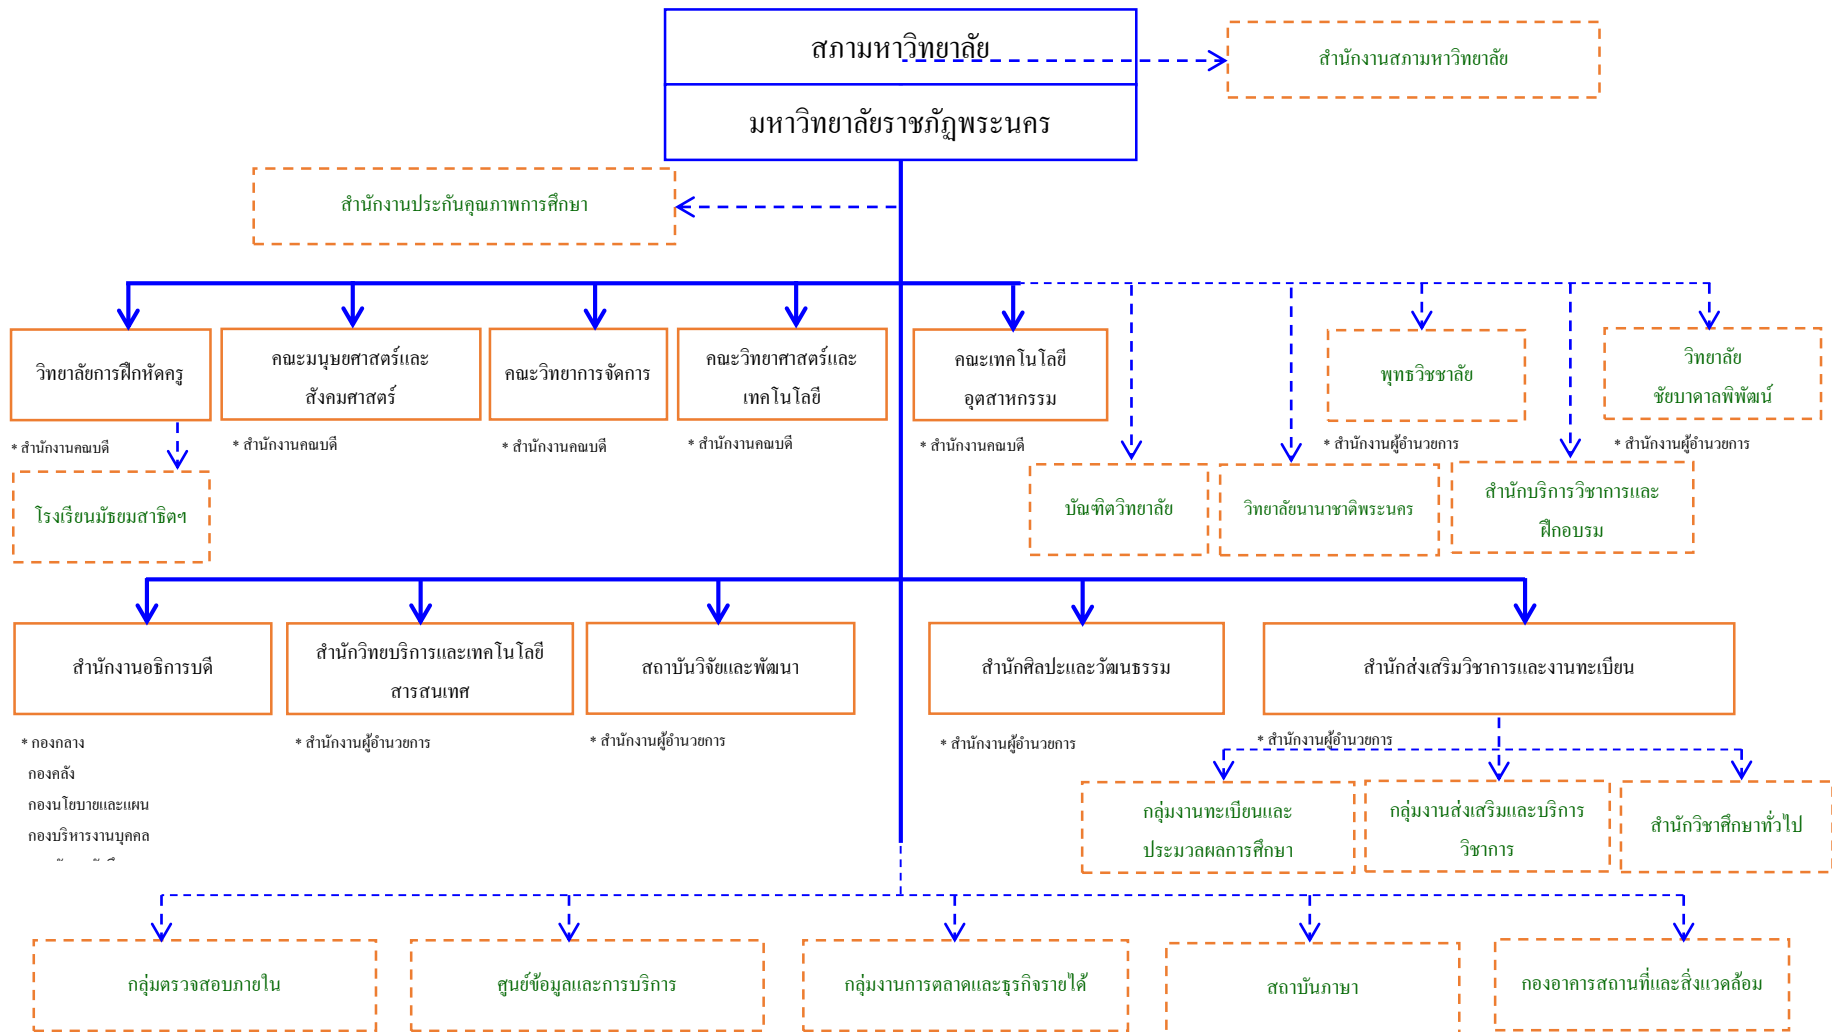 สภามหาวิทยาลัย
สำนักงานสภามหาวิทยาลัย
มหาวิทยาลัยราชภัฏพระนคร
สำนักงานประกันคุณภาพการศึกษา
วิทยาลัยการฝึกหัดครู
คณะมนุษยศาสตร์และ
สังคมศาสตร์
คณะวิทยาการจัดการ
คณะวิทยาศาสตร์และ
เทคโนโลยี
คณะเทคโนโลยี
อุตสาหกรรม
พุทธวิชชาลัย
วิทยาลัย
ชัยบาดาลพิพัฒน์
* สำนักงานคณบดี
* สำนักงานคณบดี
* สำนักงานคณบดี
* สำนักงานคณบดี
* สำนักงานคณบดี
* สำนักงานผู้อำนวยการ
* สำนักงานผู้อำนวยการ
โรงเรียนมัธยมสาธิตฯ
บัณฑิตวิทยาลัย
วิทยาลัยนานาชาติพระนคร
สำนักบริการวิชาการและ
ฝึกอบรม
สำนักงานอธิการบดี
สำนักวิทยบริการและเทคโนโลยี
สารสนเทศ
สถาบันวิจัยและพัฒนา
สำนักศิลปะและวัฒนธรรม
สำนักส่งเสริมวิชาการและงานทะเบียน
* กองกลาง
กองคลัง
กองนโยบายและแผน
กองบริหารงานบุคคล
* สำนักงานผู้อำนวยการ
* สำนักงานผู้อำนวยการ
* สำนักงานผู้อำนวยการ
* สำนักงานผู้อำนวยการ
กลุ่มงานทะเบียนและ
ประมวลผลการศึกษา
กลุ่มงานส่งเสริมและบริการ
วิชาการ
สำนักวิชาศึกษาทั่วไป
กลุ่มตรวจสอบภายใน
ศูนย์ข้อมูลและการบริการ
กลุ่มงานการตลาดและธุรกิจรายได้
สถาบันภาษา
กองอาคารสถานที่และสิ่งแวดล้อม